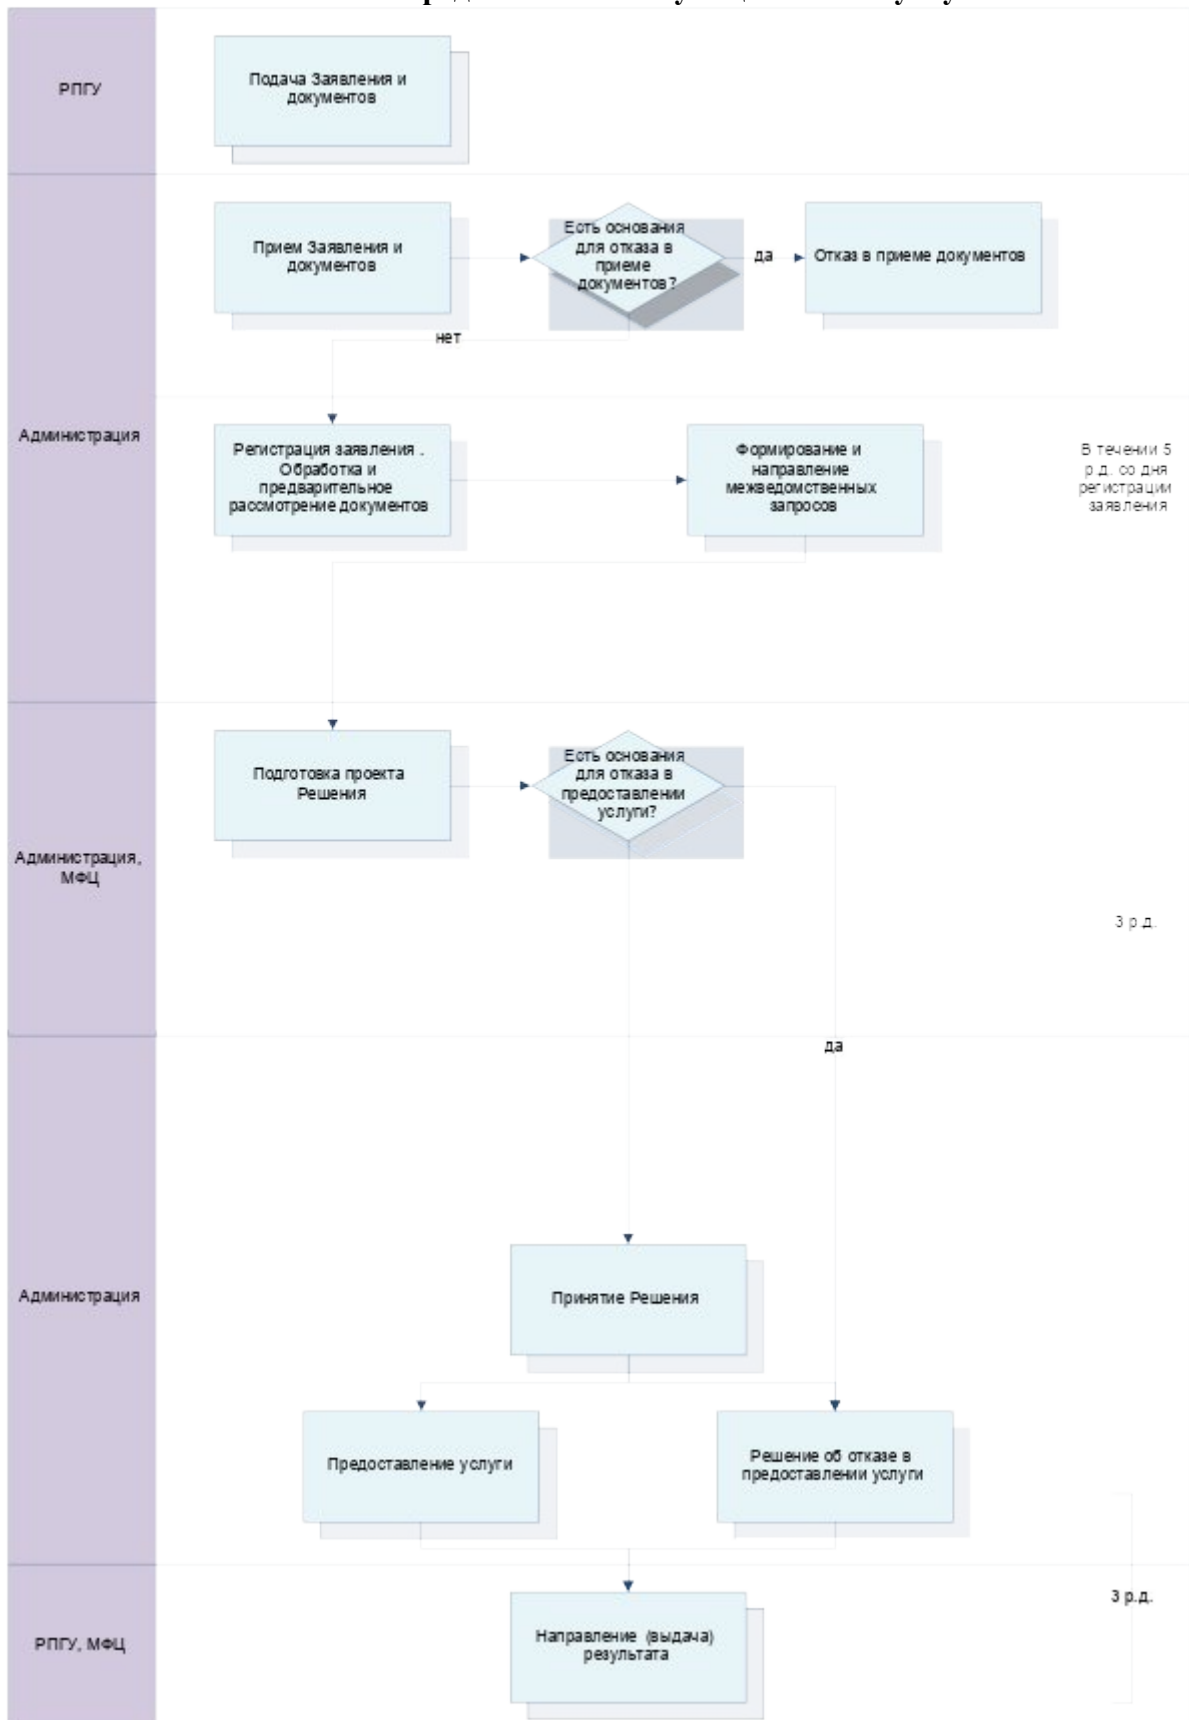 РПГУ
Подача Заявления и
документов
Администрация
Прием Заявления и
документов
Есть основания
для отказа в
приеме
документов?
да
Отказ в приеме документов
нет
Регистрация заявления .
Обработка и
предварительное
рассмотрение документов
Формирование и
направление
межведомственных
запросов
В течении 5
р.д. со дня
регистрации
заявления
Администрация,
МФЦ
Подготовка проекта
Решения
Есть основания
для отказа в
предоставлении
услуги?
3 р.д.
да
Администрация
Принятие Решения
Предоставление услуги
Решение об отказе в
предоставлении услуги
РПГУ, МФЦ
Направление (выдача)
результата
3 р.д.